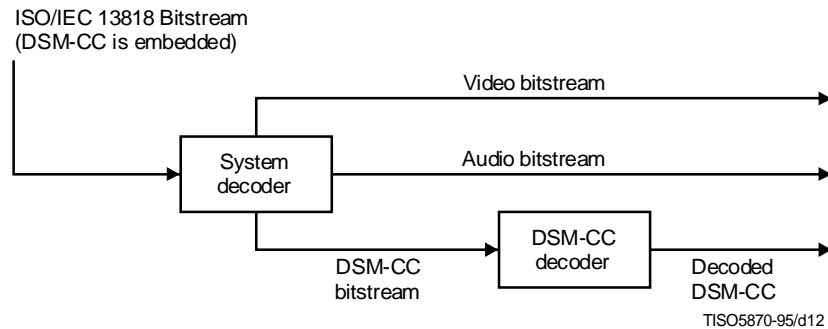 ISO/IEC 13818 Bitstream
(DSM-CC is embedded)
Video bitstream
System
decoder
Audio bitstream
DSM-CC
bitstream
DSM-CC
decoder
Decoded
DSM-CC
TISO5870-95/d12